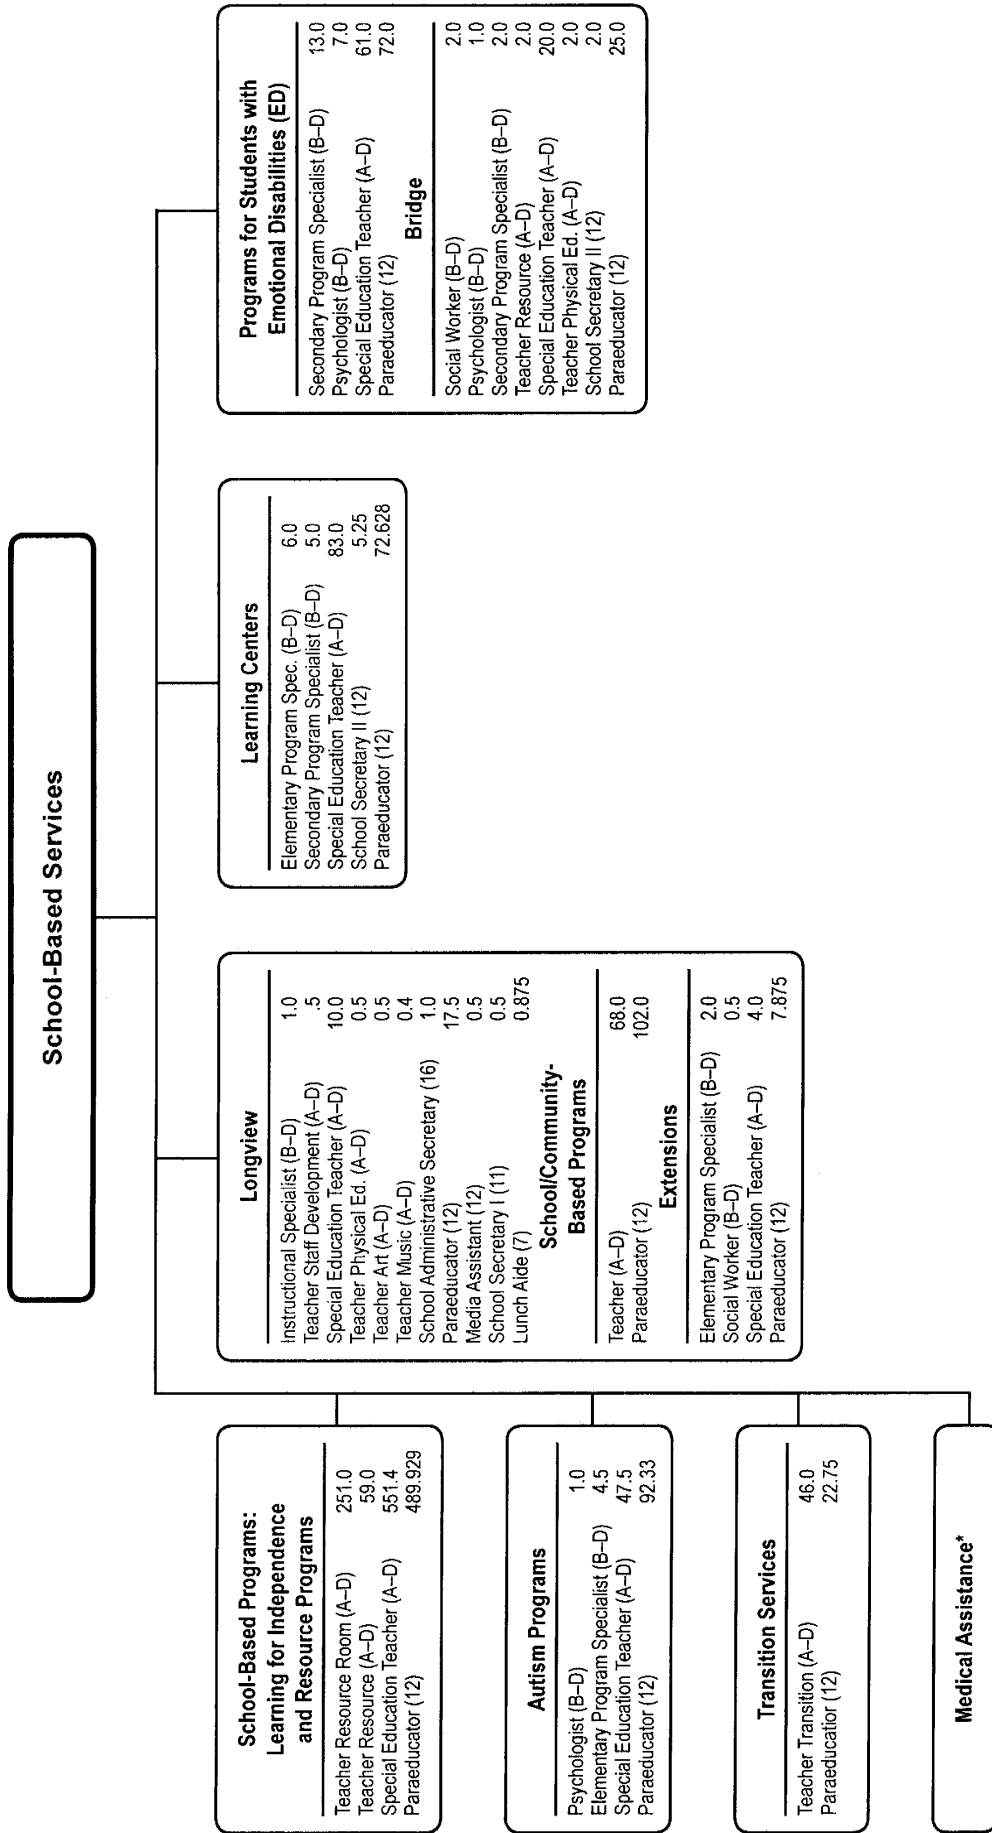 School-Based Services
School-Based Programs:
Learning for Independence
and Resource Programs
Teacher Resource Room (A–D) 251.0
Teacher Resource (A–D) 59.0
Special Education Teacher (A–D) 551.4
Paraeducator (12) 489.929
Autism Programs
Psychologist (B–D) 1.0
Elementary Program Specialist (B–D) 4.5
Special Education Teacher (A–D) 47.5
Paraeducator (12) 92.33
Transition Services
Teacher Transition (A–D) 46.0
Paraeducatior (12) 22.75
Medical Assistance*
Longview
Instructional Specialist (B–D) 1.0
Teacher Staff Development (A–D) .5
Special Education Teacher (A–D) 10.0
Teacher Physical Ed. (A–D) 0.5
Teacher Art (A–D) 0.5
Teacher Music (A–D) 0.4
School Administrative Secretary (16) 1.0
Paraeducator (12) 17.5
Media Assistant (12) 0.5
School Secretary I (11) 0.5
Lunch Aide (7) 0.875
School/Community-
Based Programs
Teacher (A–D) 68.0
Paraeducator (12) 102.0
Extensions
Elementary Program Specialist (B–D) 2.0
Social Worker (B–D) 0.5
Special Education Teacher (A–D) 4.0
Paraeducator (12) 7.875
Learning Centers
Elementary Program Spec. (B–D) 6.0
Secondary Program Specialist (B–D) 5.0
Special Education Teacher (A–D) 83.0
School Secretary II (12) 5.25
Paraeducator (12) 72.628
Programs for Students with
Emotional Disabilities (ED)
Secondary Program Specialist (B–D) 13.0
Psychologist (B–D) 7.0
Special Education Teacher (A–D) 61.0
Paraeducator (12) 72.0
Bridge
Social Worker (B–D) 2.0
Psychologist (B–D) 1.0
Secondary Program Specialist (B–D) 2.0
Teacher Resource (A–D) 2.0
Special Education Teacher (A–D) 20.0
Teacher Physical Ed. (A–D) 2.0
School Secretary II (12) 2.0
Paraeducator (12) 25.0